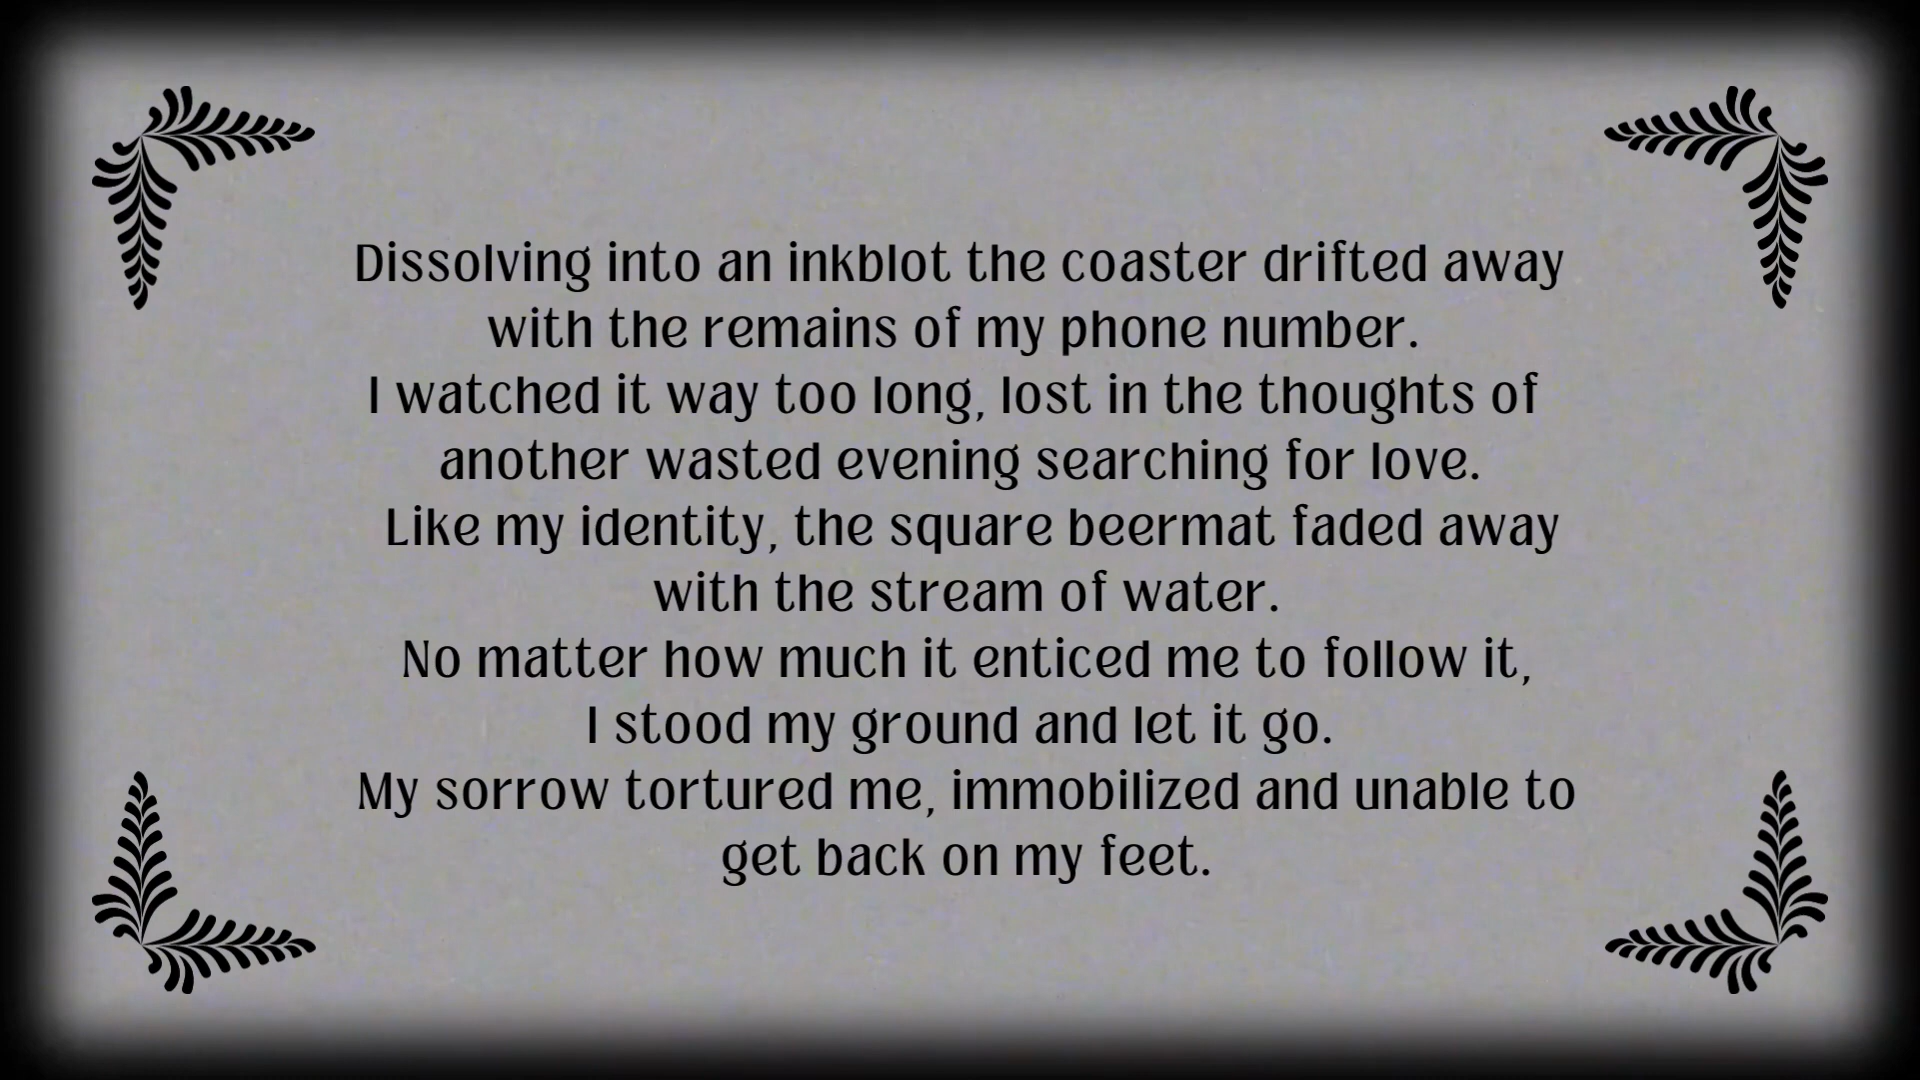 Dissolving into an inkblot the coaster drifted away
with the remains of my phone number.
I watched it way too long, lost in the thoughts of
another wasted evening searching for love.
Like my identity, the square beermat faded away
with the stream of water.
No matter how much it enticed me to follow it,
I stood my ground and let it go.
My sorrow tortured me, immobilized and unable to
get back on my feet.